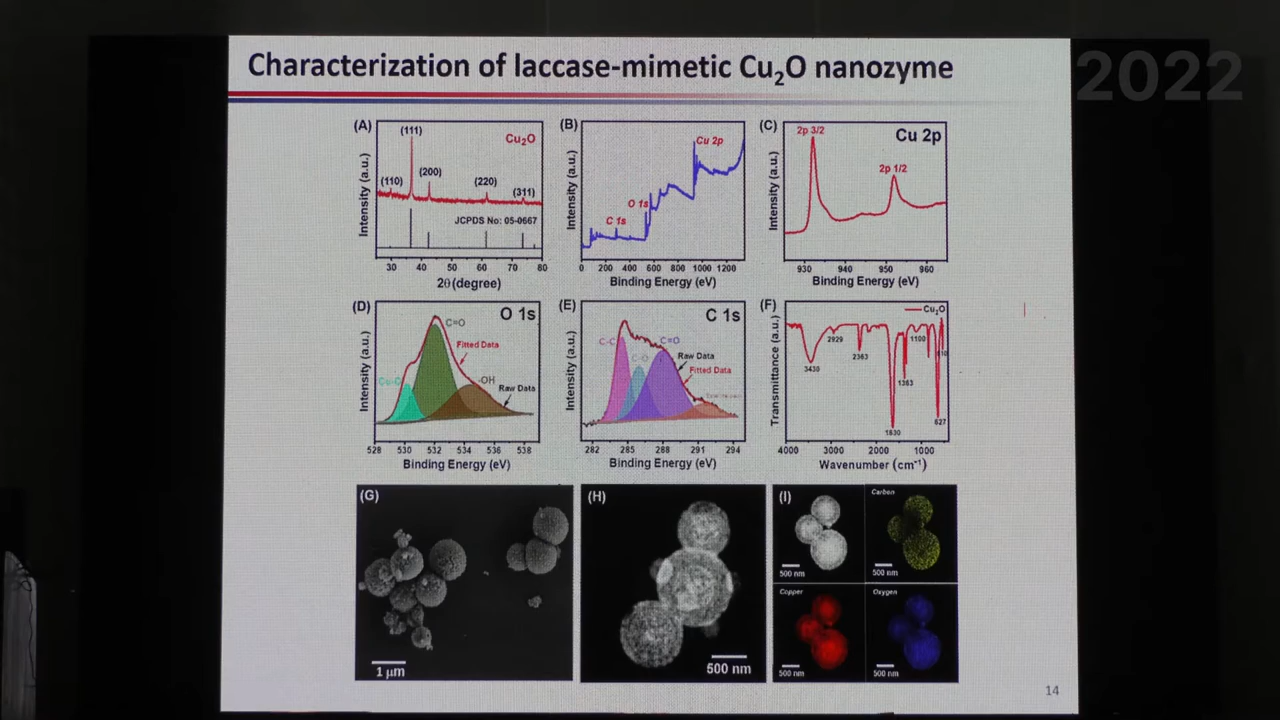 2022
Characterization of laccase-mimetic Cu₂O nanozyme
(A)
(111)
Cu₂O
(110)
(200)
(220)
(311)
JCPDS No: 05-0667
Intensity (a.u.)
30 40 50 60 70 80
2θ (degree)
(B)
Cu 2p
O 1s
C 1s
Intensity (a.u.)
0 200 400 600 800 1000 1200
Binding Energy (eV)
(C)
2p 3/2
Cu 2p
2p 1/2
Intensity (a.u.)
930 940 950 960
Binding Energy (eV)
(D)
O 1s
C=O
Fitted Data
Cu-O
-OH
Raw Data
Intensity (a.u.)
528 530 532 534 536 538
Binding Energy (eV)
(E)
C 1s
C-C
C=O
C-O
Raw Data
Fitted Data
Intensity (a.u.)
282 285 288 291 294
Binding Energy (eV)
(F)
Cu₂O
2929
1100
2363
3430
1363
627
1630
Transmittance (a.u.)
4000 3000 2000 1000
Wavenumber (cm⁻¹)
(G)
1 μm
(H)
500 nm
(I)
500 nm
Carbon
500 nm
Copper
500 nm
Oxygen
500 nm
14